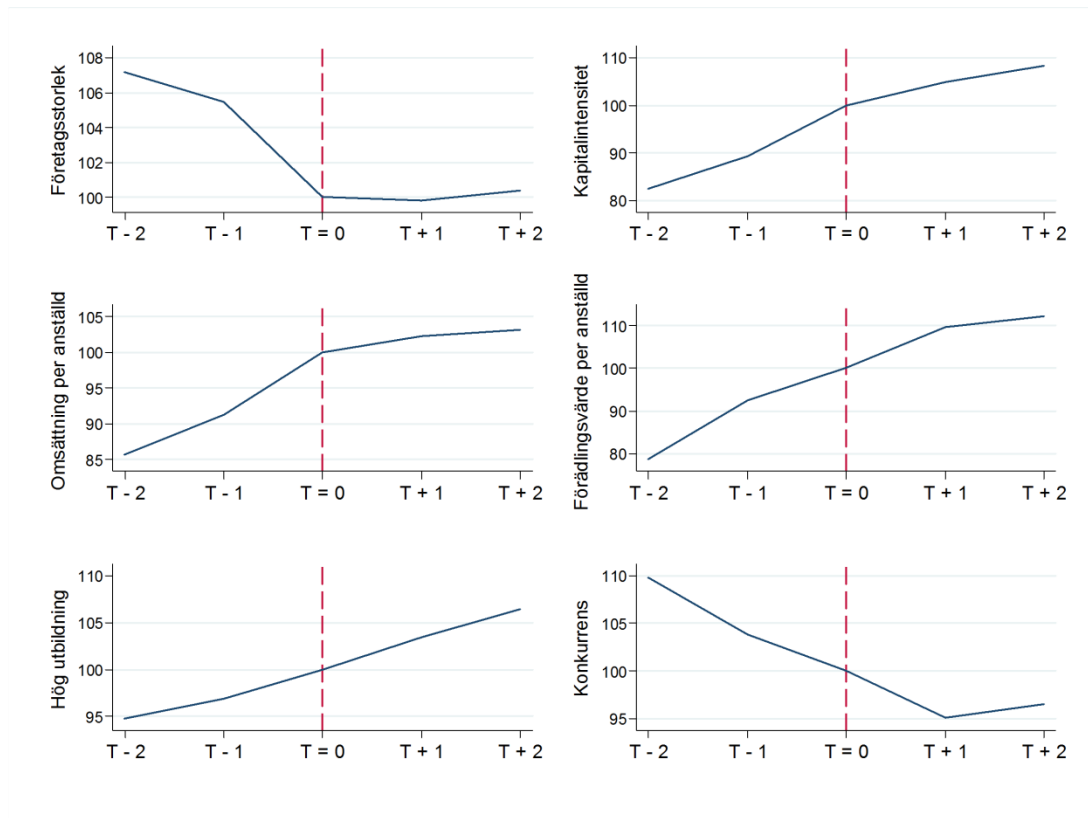 Företagsstorlek
108
106
104
102
100
T - 2 T - 1 T = 0 T + 1 T + 2
Kapitalintensitet
110
100
90
80
T - 2 T - 1 T = 0 T + 1 T + 2
Omsättning per anställd
105
100
95
90
85
T - 2 T - 1 T = 0 T + 1 T + 2
Förädlingsvärde per anställd
110
100
90
80
T - 2 T - 1 T = 0 T + 1 T + 2
Hög utbildning
110
105
100
95
T - 2 T - 1 T = 0 T + 1 T + 2
Konkurrens
110
105
100
95
T - 2 T - 1 T = 0 T + 1 T + 2